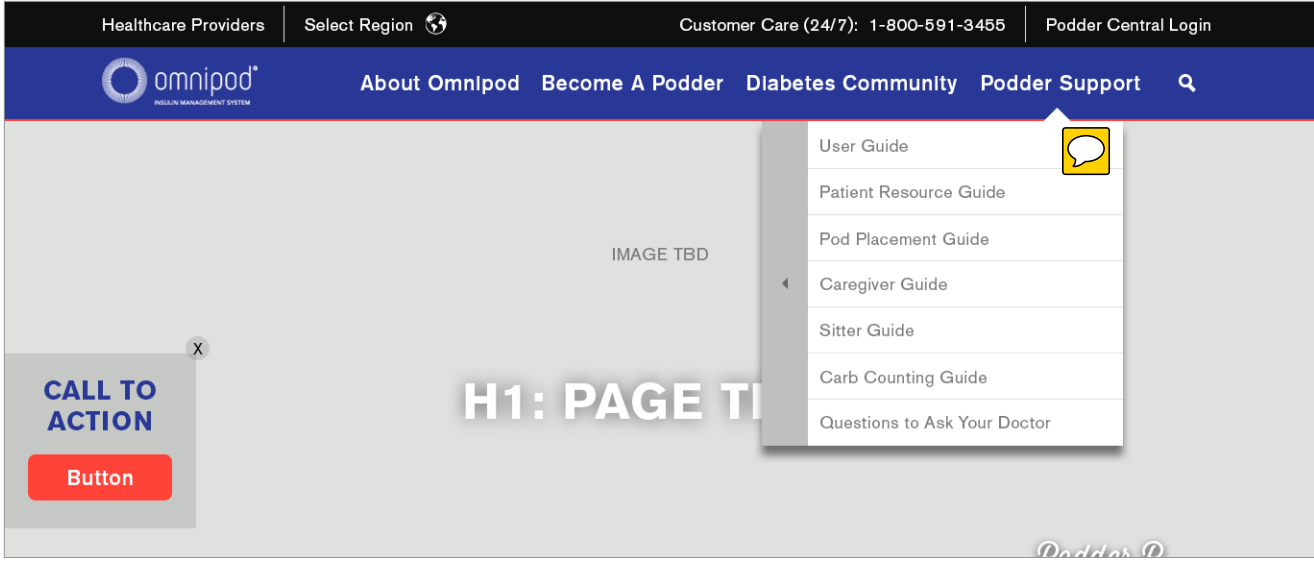 Healthcare Providers
Select Region
Customer Care (24/7): 1-800-591-3455
Podder Central Login
omnipod®
INSULIN MANAGEMENT SYSTEM
About Omnipod
Become A Podder
Diabetes Community
Podder Support
User Guide
Patient Resource Guide
Pod Placement Guide
Caregiver Guide
Sitter Guide
Carb Counting Guide
Questions to Ask Your Doctor
IMAGE TBD
H1: PAGE
X
CALL TO
ACTION
Button
Podder